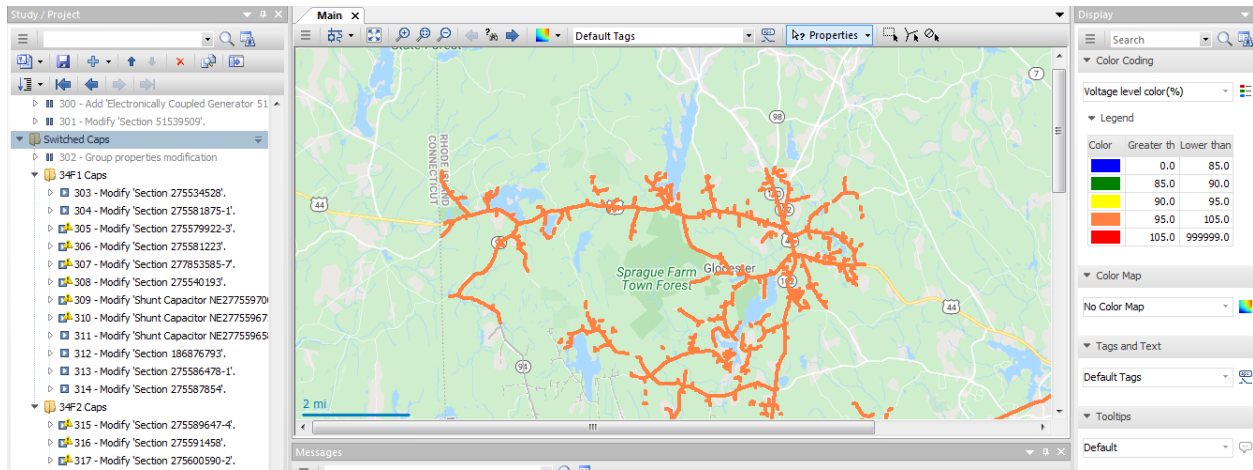 Study / Project
300 - Add 'Electronically Coupled Generator 51
301 - Modify 'Section 51539509'.
Switched Caps
302 - Group properties modification
34F1 Caps
303 - Modify 'Section 275534528'.
304 - Modify 'Section 275581875-1'.
305 - Modify 'Section 275579922-3'.
306 - Modify 'Section 275581223'.
307 - Modify 'Section 277853585-7'.
308 - Modify 'Section 275540193'.
309 - Modify 'Shunt Capacitor NE27755970
310 - Modify 'Shunt Capacitor NE27755967
311 - Modify 'Shunt Capacitor NE27755965
312 - Modify 'Section 186876793'.
313 - Modify 'Section 275586478-1'.
314 - Modify 'Section 275587854'.
34F2 Caps
315 - Modify 'Section 275589647-4'.
316 - Modify 'Section 275591458'.
317 - Modify 'Section 275600590-2'.
Main X
Default Tags
Properties
State Forest
7
98
RHODE ISLAND
CONNECTICUT
44
Sprague Farm
Town Forest
Glocester
102
44
94
2 mi
Messages
Display
Search
Color Coding
Voltage level color(%)
Legend
Color Greater th Lower than
0.0 85.0
85.0 90.0
90.0 95.0
95.0 105.0
105.0 999999.0
Color Map
No Color Map
Tags and Text
Default Tags
Tooltips
Default